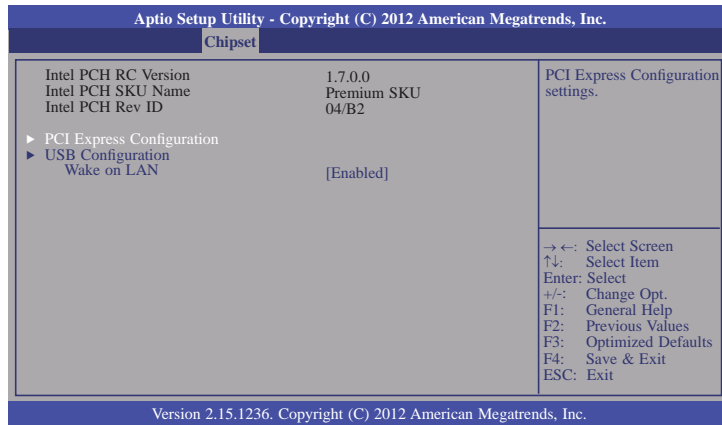 Aptio Setup Utility - Copyright (C) 2012 American Megatrends, Inc.
Chipset
Intel PCH RC Version 1.7.0.0
Intel PCH SKU Name Premium SKU
Intel PCH Rev ID 04/B2
► PCI Express Configuration
► USB Configuration
Wake on LAN [Enabled]
PCI Express Configuration
settings.
→←: Select Screen
↑↓: Select Item
Enter: Select
+/-: Change Opt.
F1: General Help
F2: Previous Values
F3: Optimized Defaults
F4: Save & Exit
ESC: Exit
Version 2.15.1236. Copyright (C) 2012 American Megatrends, Inc.